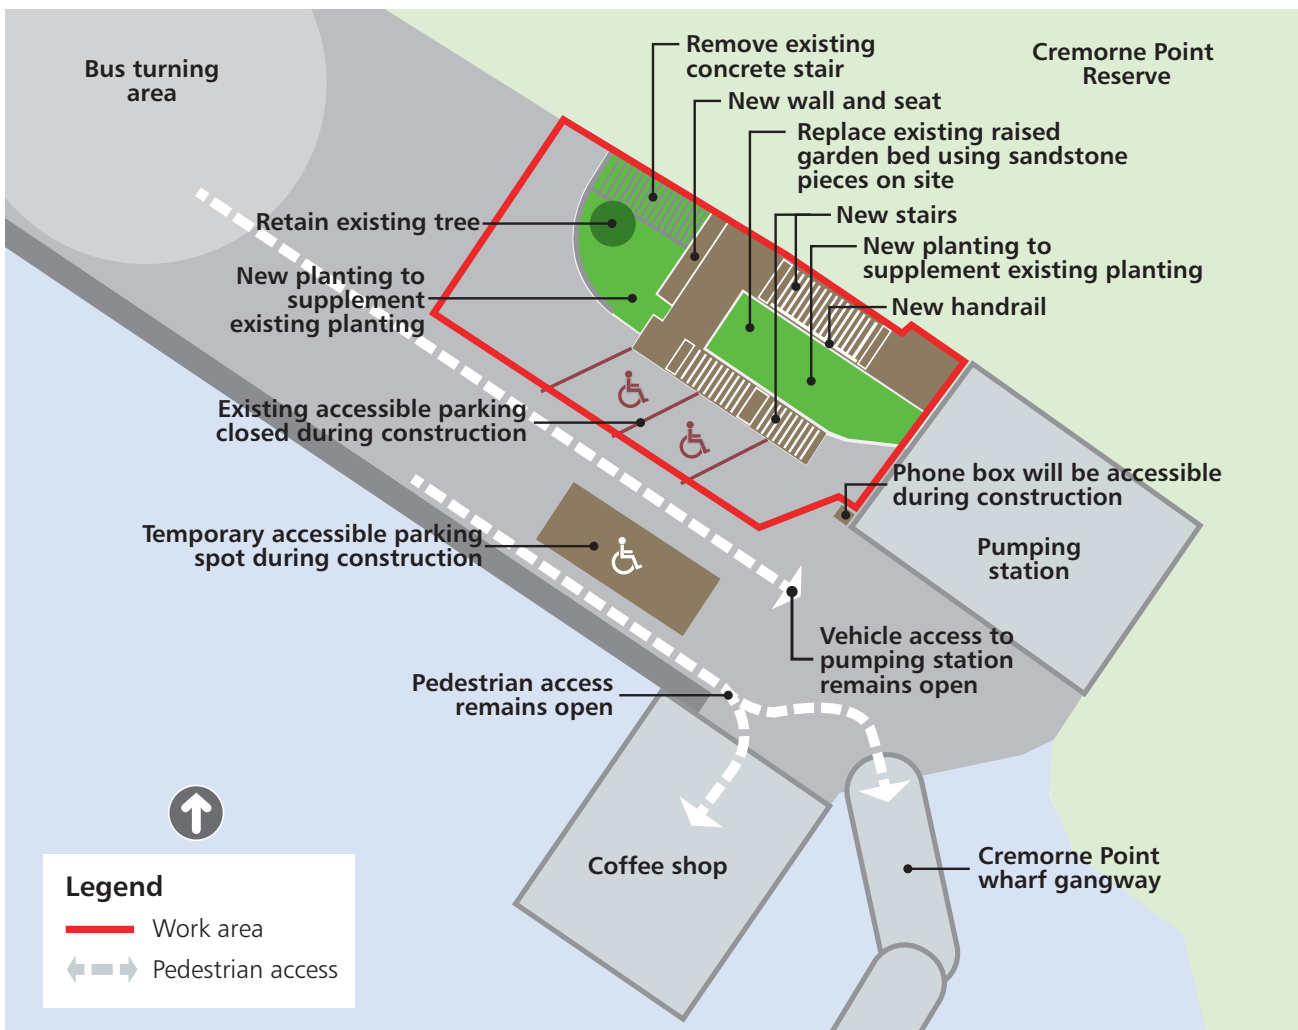 Bus turning
area
Remove existing
concrete stair
Cremorne Point
Reserve
New wall and seat
Replace existing raised
garden bed using sandstone
pieces on site
Retain existing tree
New stairs
New planting to
supplement existing planting
New planting to
supplement
existing planting
New handrail
Existing accessible parking
closed during construction
Phone box will be accessible
during construction
Temporary accessible parking
spot during construction
Pumping
station
Vehicle access to
pumping station
remains open
Pedestrian access
remains open
Coffee shop
Cremorne Point
wharf gangway
Legend
Work area
Pedestrian access